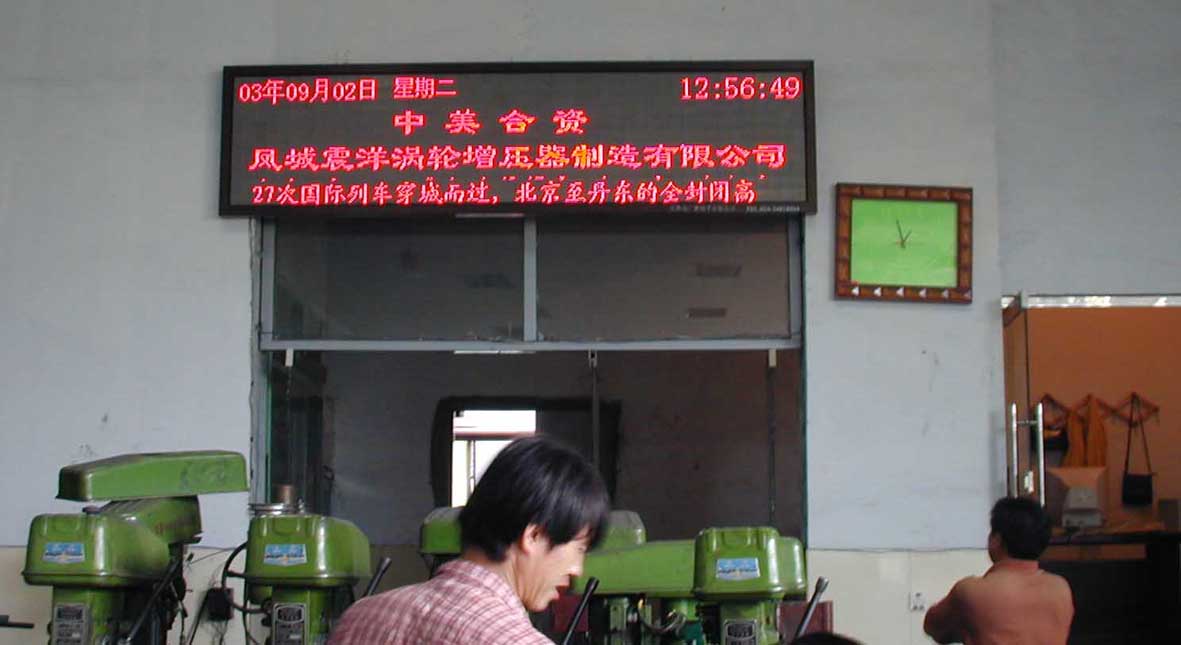 03年09月02日 星期二 12:56:49
中美合资
凤城震洋涡轮增压器制造有限公司
27次国际列车穿城而过，"北京至丹东的全封闭高